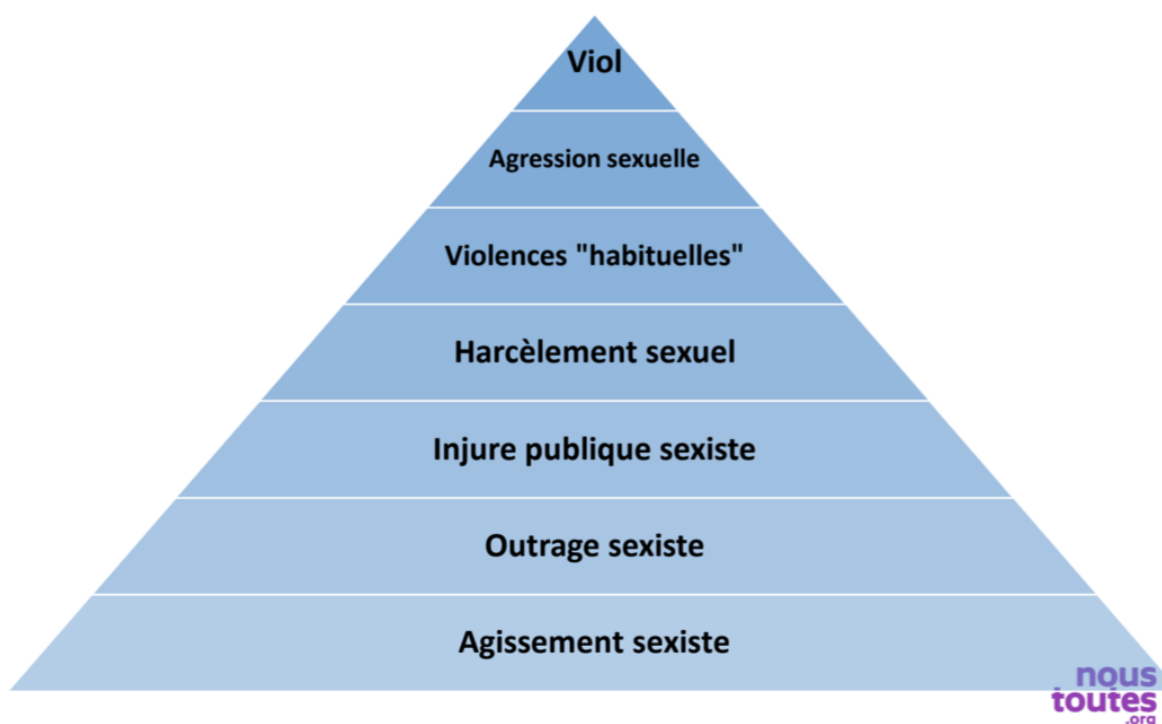 Viol
Agression sexuelle
Violences "habituelles"
Harcèlement sexuel
Injure publique sexiste
Outrage sexiste
Agissement sexiste
nous
toutes
.org